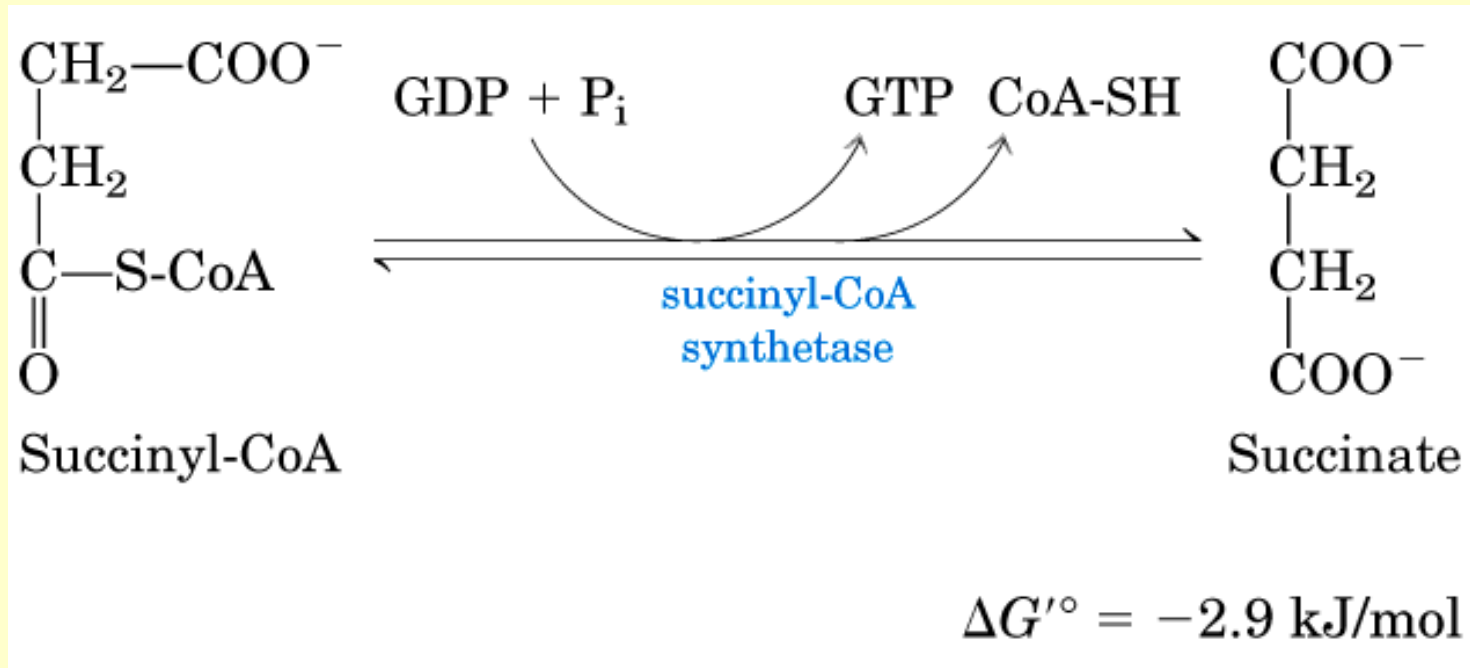 CH₂—COO⁻
CH₂
C—S-CoA
O
Succinyl-CoA
GDP + Pᵢ
GTP CoA-SH
succinyl-CoA
synthetase
COO⁻
CH₂
CH₂
COO⁻
Succinate
ΔG′° = −2.9 kJ/mol